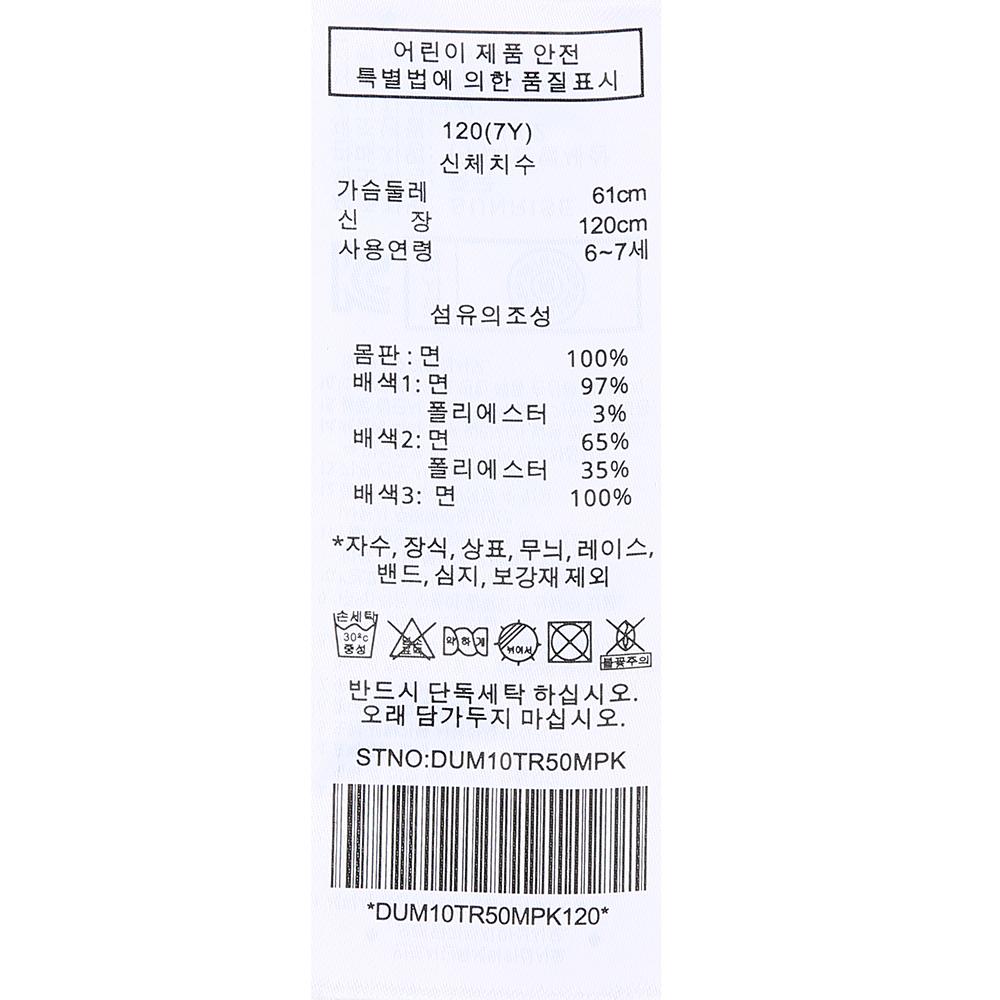 어린이 제품 안전
특별법에 의한 품질표시
120(7Y)
신체치수
가슴둘레 61cm
신 장 120cm
사용연령 6~7세
섬유의조성
몸판 : 면 100%
배색1: 면 97%
폴리에스터 3%
배색2: 면 65%
폴리에스터 35%
배색3: 면 100%
*자수, 장식, 상표, 무늬, 레이스,
밴드, 심지, 보강재 제외
손세탁 30℃ 중성 염소표백 약하게 뉘어서 불꽃주의
반드시 단독세탁 하십시오.
오래 담가두지 마십시오.
STNO:DUM10TR50MPK
*DUM10TR50MPK120*